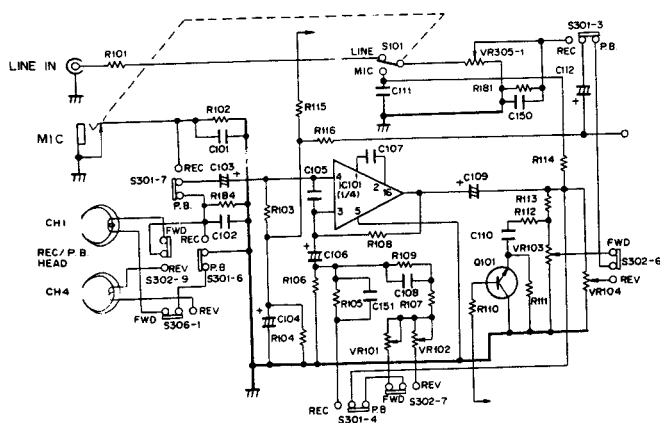 S301-3
S101
LINE
VR305-1
REC
P.B.
LINE IN
R101
MIC
C112
R181
C111
C150
R115
R102
R116
MIC
C101
R114
REC
C103
C105
C107
S301-7
4
IC101
(1/4)
2
16
C109
P.B.
R184
R103
3
5
R113
CH1
R112
FWD
REC
C102
R108
C110
FWD
VR103
REC/P.B.
HEAD
REV
P.B
C106
R109
Q101
S302-6
S302-9
S301-6
R106
C108
REV
CH4
R105
R107
R110
R111
VR104
REV
C104
C151
FWD
S306-1
R104
VR101
VR102
REC
P.B
FWD
REV
S301-4
S302-7